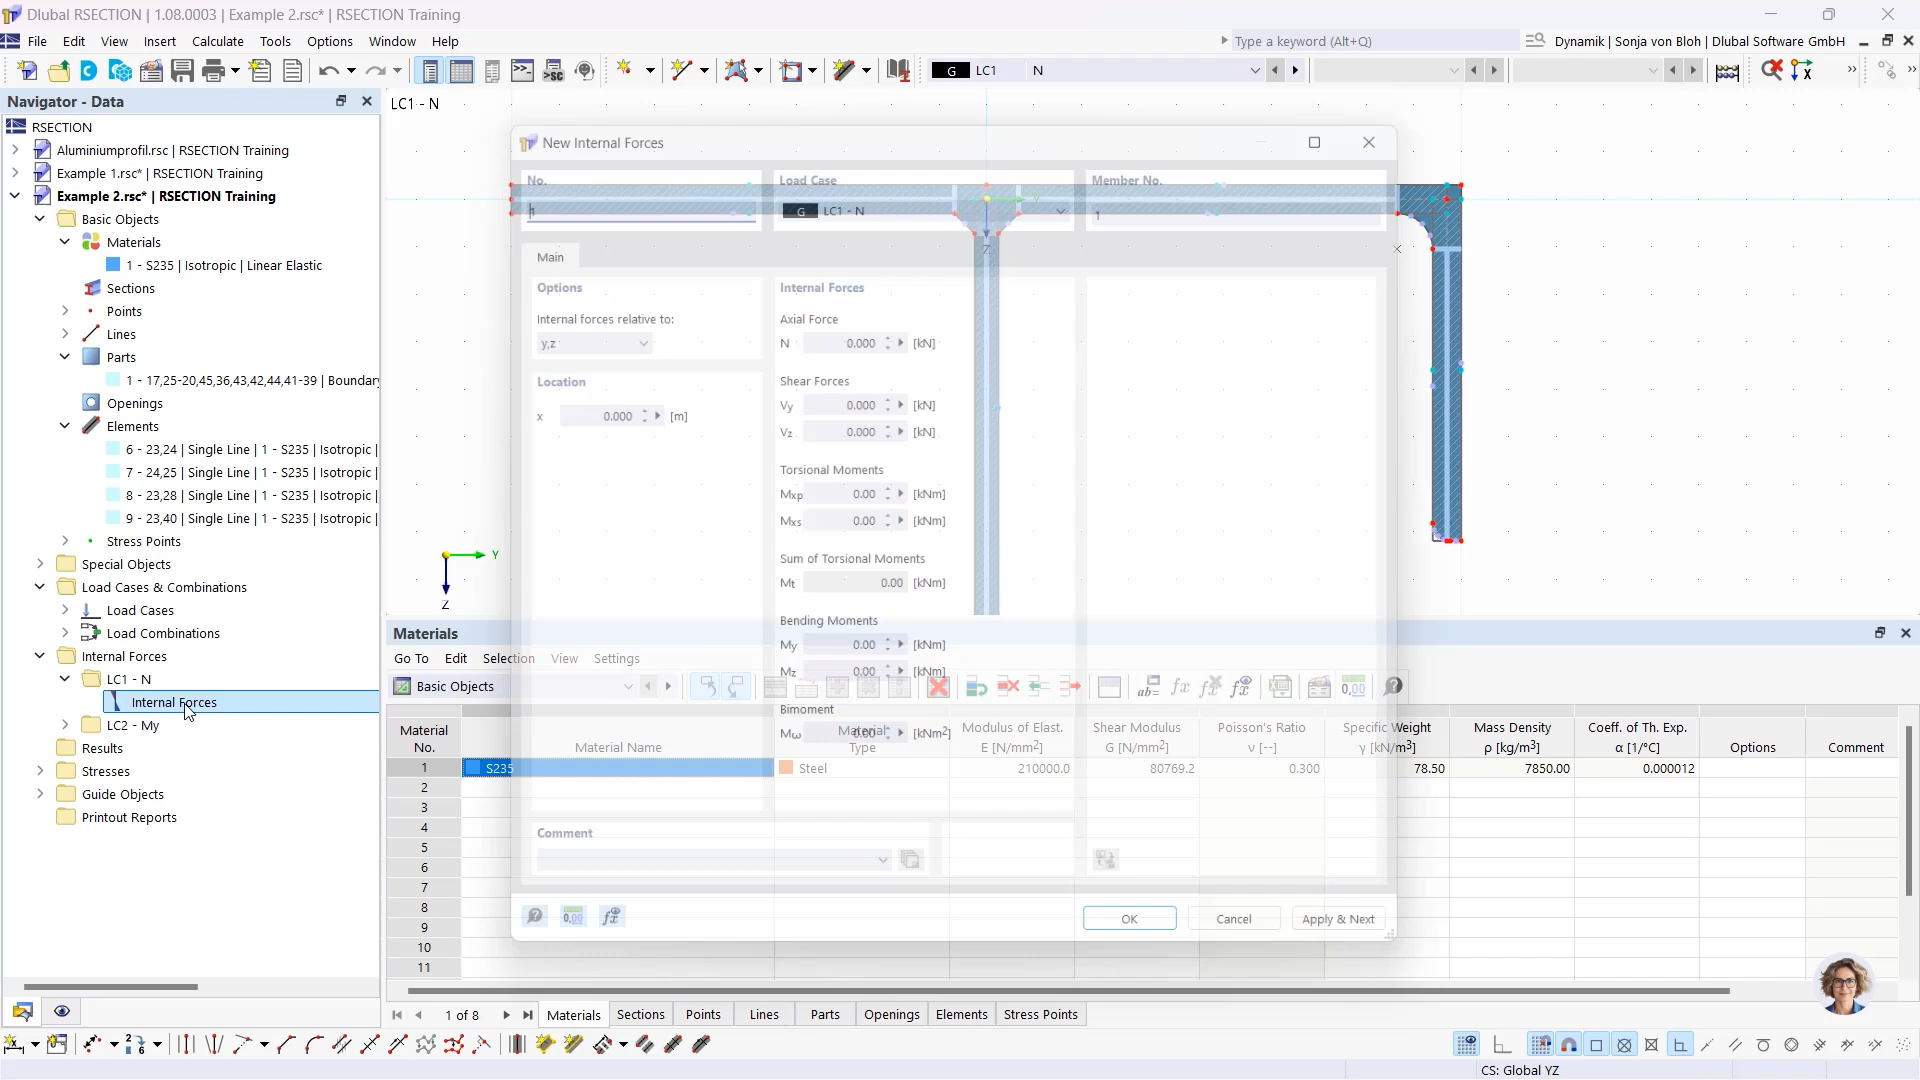 Dlubal RSECTION | 1.08.0003 | Example 2.rsc* | RSECTION Training
File Edit View Insert Calculate Tools Options Window Help
Type a keyword (Alt+Q)
Dynamik | Sonja von Bloh | Dlubal Software GmbH
G LC1 N
Navigator - Data
RSECTION
Aluminiumprofil.rsc | RSECTION Training
Example 1.rsc* | RSECTION Training
Example 2.rsc* | RSECTION Training
Basic Objects
Materials
1 - S235 | Isotropic | Linear Elastic
Sections
Points
Lines
Parts
1 - 17,25-20,45,36,43,42,44,41-39 | Boundary
Openings
Elements
6 - 23,24 | Single Line | 1 - S235 | Isotropic |
7 - 24,25 | Single Line | 1 - S235 | Isotropic |
8 - 23,28 | Single Line | 1 - S235 | Isotropic |
9 - 23,40 | Single Line | 1 - S235 | Isotropic |
Stress Points
Special Objects
Load Cases & Combinations
Load Cases
Load Combinations
Internal Forces
LC1 - N
Internal Forces
LC2 - My
Results
Stresses
Guide Objects
Printout Reports
LC1 - N
Y
Z
New Internal Forces
No.
1
Load Case
G LC1 - N
Member No.
1
Main
Options
Internal forces relative to:
y,z
Location
x 0.000 [m]
Internal Forces
Axial Force
N 0.000 [kN]
Shear Forces
Vy 0.000 [kN]
Vz 0.000 [kN]
Torsional Moments
Mxp 0.00 [kNm]
Mxs 0.00 [kNm]
Sum of Torsional Moments
Mt 0.00 [kNm]
Bending Moments
My 0.00 [kNm]
Mz 0.00 [kNm]
Bimoment
Mω 0.00 [kNm²]
Comment
OK Cancel Apply & Next
Materials
Go To Edit Selection View Settings
Basic Objects
Material No.
Material Name
Material Type
Modulus of Elast. E [N/mm²]
Shear Modulus G [N/mm²]
Poisson's Ratio ν [--]
Specific Weight γ [kN/m³]
Mass Density ρ [kg/m³]
Coeff. of Th. Exp. α [1/°C]
Options
Comment
1 S235 Steel 210000.0 80769.2 0.300 78.50 7850.00 0.000012
2
3
4
5
6
7
8
9
10
11
1 of 8
Materials Sections Points Lines Parts Openings Elements Stress Points
CS: Global YZ